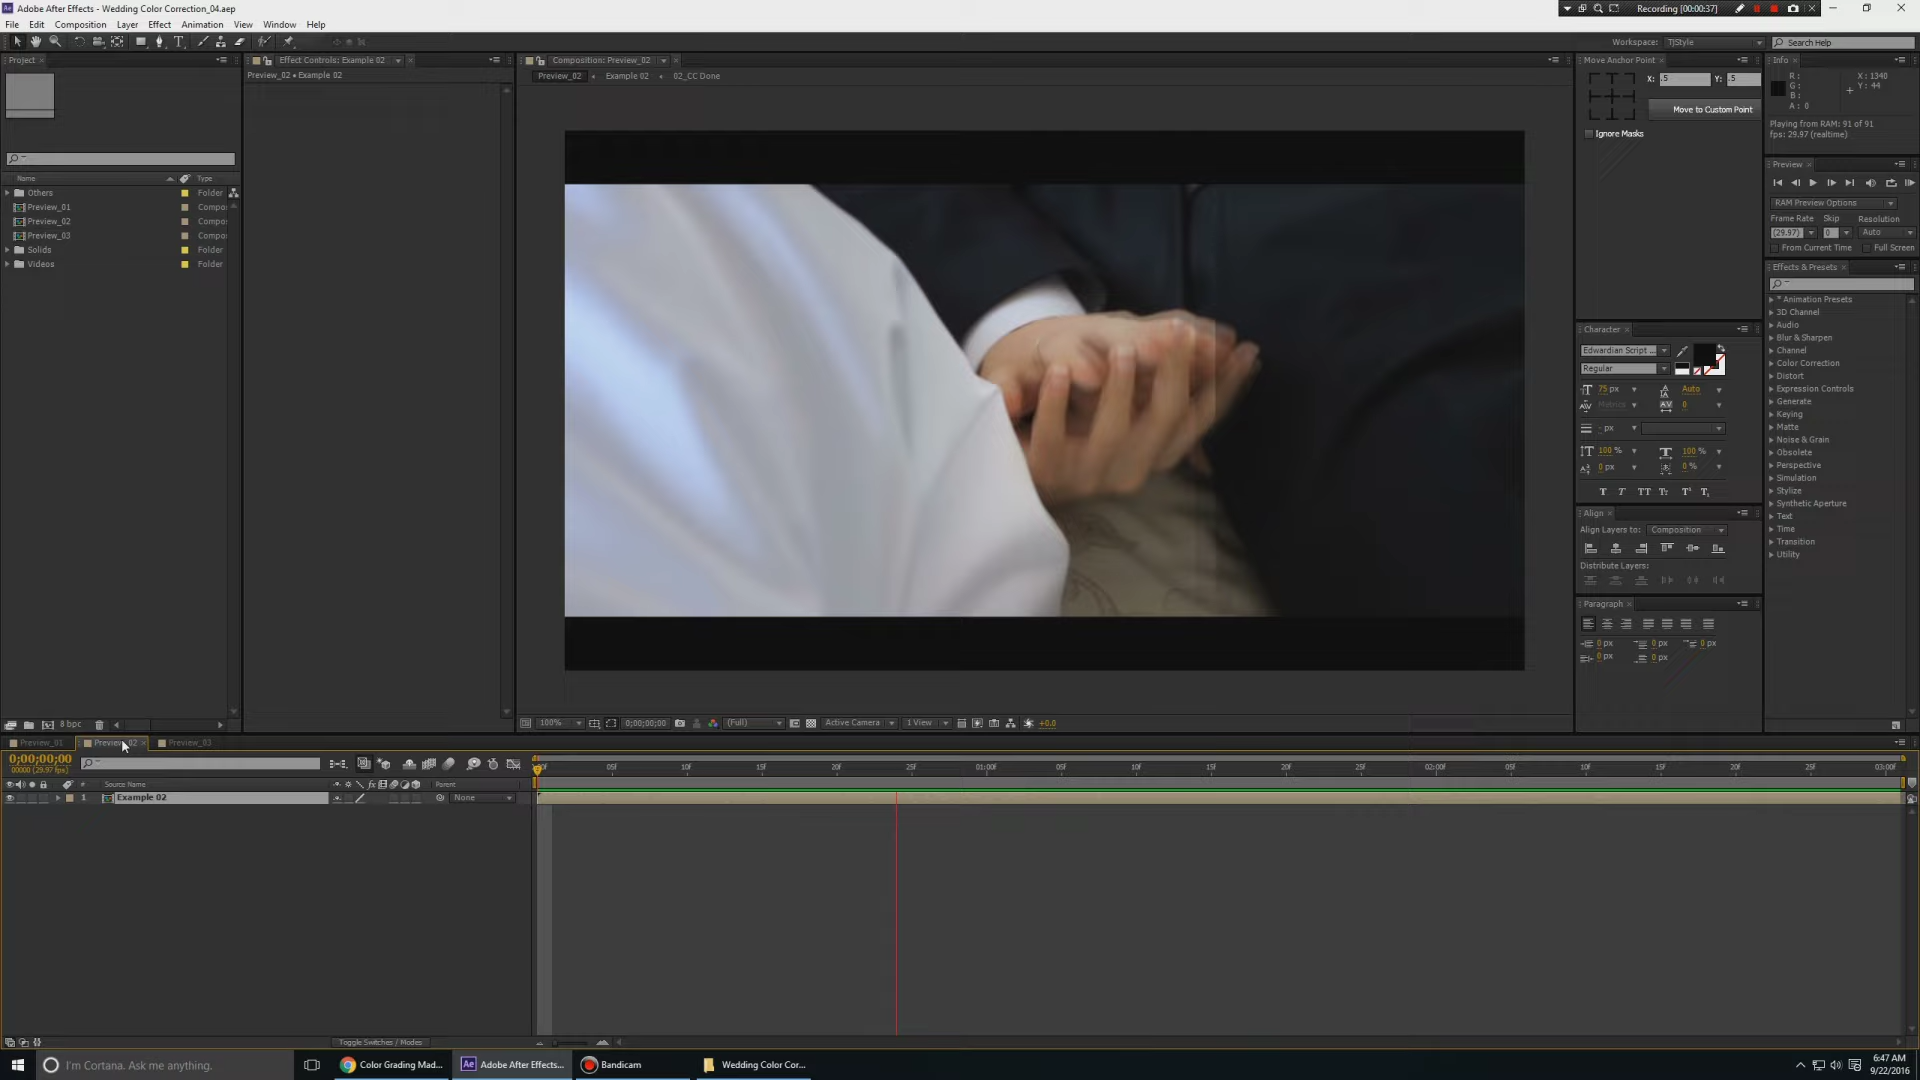 Adobe After Effects - Wedding Color Correction_04.aep
Recording [00:00:37]
File Edit Composition Layer Effect Animation View Window Help
Workspace: TJStyle
Search Help
Project
Effect Controls: Example 02
Composition: Preview_02
Move Anchor Point
Info
Preview_02 • Example 02
Preview_02 Example 02 02_CC Done
X: .5 Y: .5
Move to Custom Point
Ignore Masks
R :
G :
B :
A : 0
X : 1340
Y : 44
Playing from RAM: 91 of 91
fps: 29.97 (realtime)
Preview
RAM Preview Options
Frame Rate Skip Resolution
(29.97) 0 Auto
From Current Time Full Screen
Name Type
Others Folder
Preview_01 Compo
Preview_02 Compo
Preview_03 Compo
Solids Folder
Videos Folder
Effects & Presets
* Animation Presets
3D Channel
Audio
Blur & Sharpen
Channel
Color Correction
Distort
Expression Controls
Generate
Keying
Matte
Noise & Grain
Obsolete
Perspective
Simulation
Stylize
Synthetic Aperture
Text
Time
Transition
Utility
Character
Edwardian Script ...
Regular
75 px Auto
Metrics 0
- px
100 % 100 %
0 px 0 %
Align
Align Layers to: Composition
Distribute Layers:
Paragraph
0 px 0 px 0 px
0 px 0 px
8 bpc
100% 0;00;00;00 (Full) Active Camera 1 View +0.0
Preview_01 Preview_02 Preview_03
0;00;00;00
00000 (29.97 fps)
05f 10f 15f 20f 25f 01:00f 05f 10f 15f 20f 25f 02:00f 05f 10f 15f 20f 25f 03:00f
# Source Name Parent
1 Example 02 None
Toggle Switches / Modes
I'm Cortana. Ask me anything.
Color Grading Mad...
Adobe After Effects...
Bandicam
Wedding Color Cor...
6:47 AM
9/22/2016